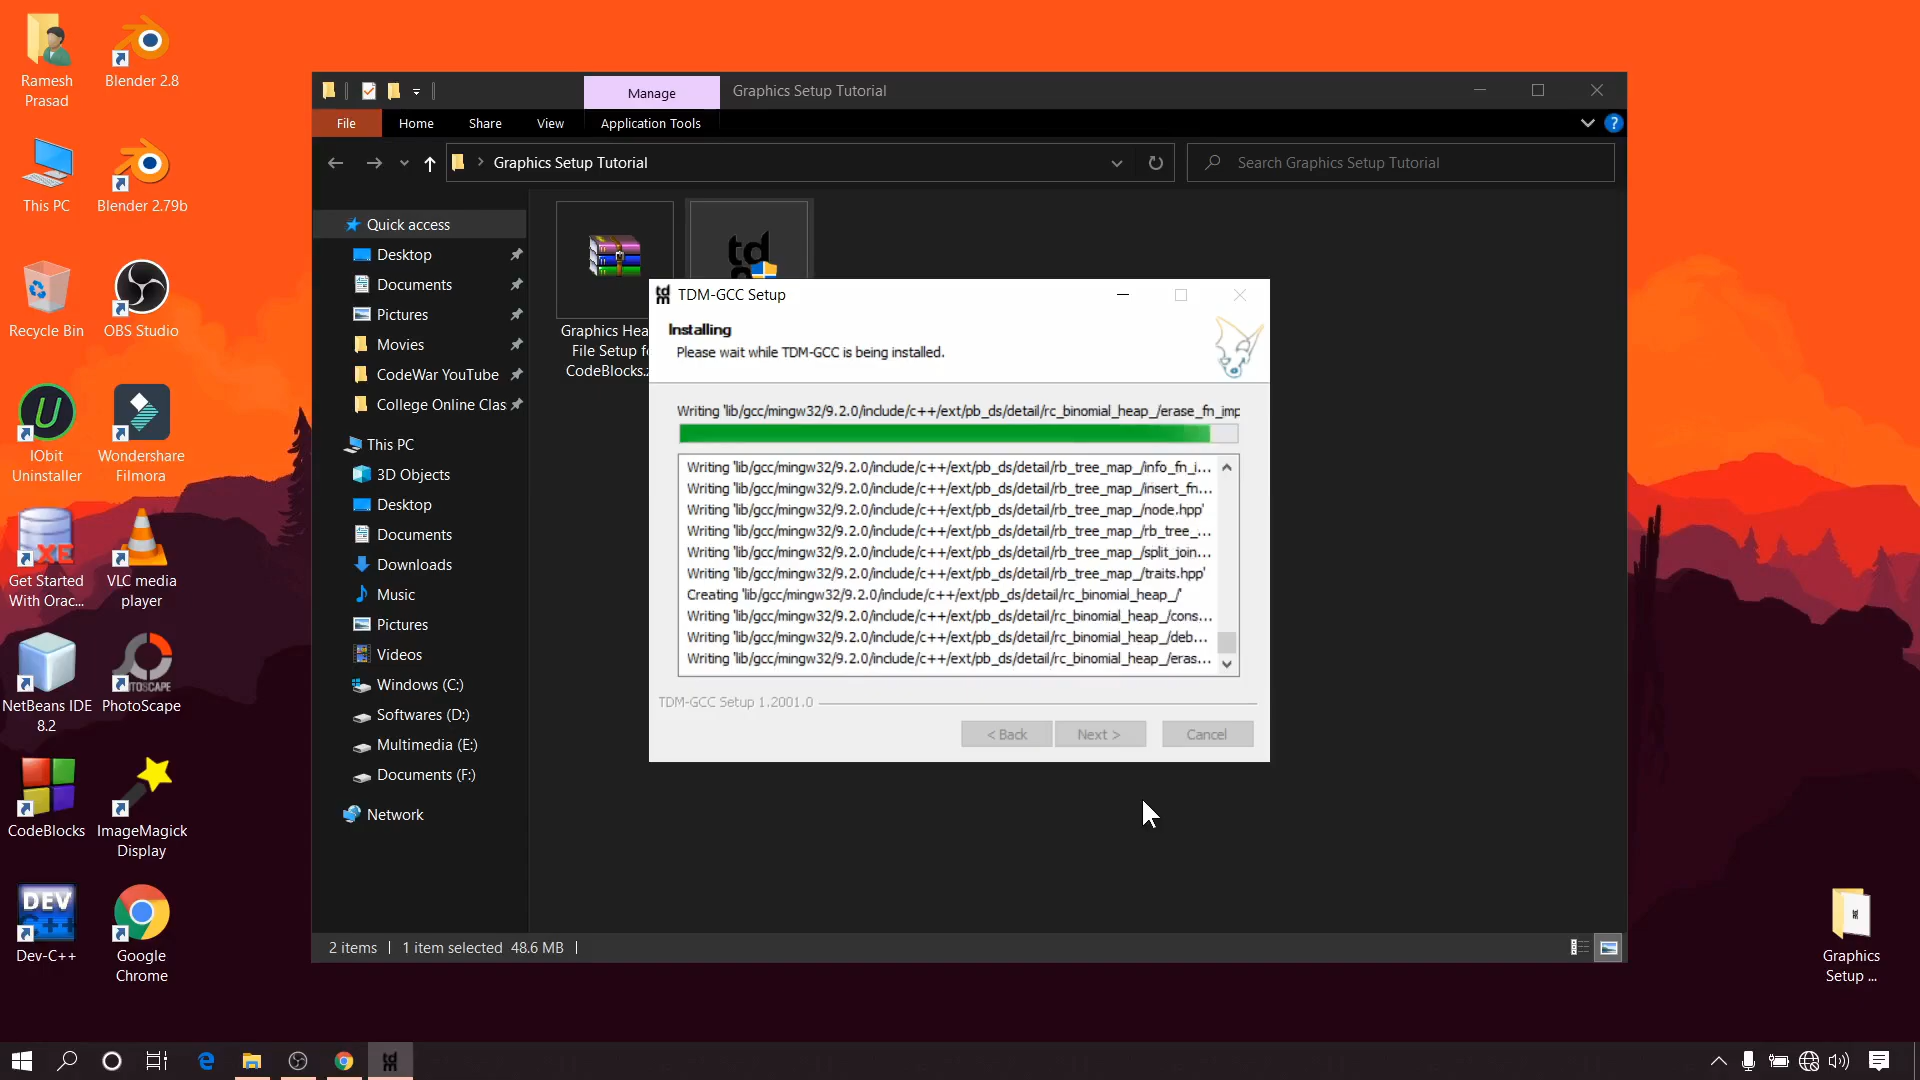 Ramesh
Prasad
Blender 2.8
This PC
Blender 2.79b
Recycle Bin
OBS Studio
IObit
Uninstaller
Wondershare
Filmora
XE
Get Started
With Orac...
VLC media
player
NetBeans IDE
8.2
PhotoScape
CodeBlocks
ImageMagick
Display
DEV
C++
Dev-C++
Google
Chrome
Manage
Graphics Setup Tutorial
File
Home
Share
View
Application Tools
Graphics Setup Tutorial
Search Graphics Setup Tutorial
Quick access
Desktop
Documents
Pictures
Movies
CodeWar YouTube
College Online Clas
This PC
3D Objects
Desktop
Documents
Downloads
Music
Pictures
Videos
Windows (C:)
Softwares (D:)
Multimedia (E:)
Documents (F:)
Network
Graphics Hea
File Setup fo
CodeBlocks.z
td
tdm TDM-GCC Setup
Installing
Please wait while TDM-GCC is being installed.
Writing 'lib/gcc/mingw32/9.2.0/include/c++/ext/pb_ds/detail/rc_binomial_heap_/erase_fn_imp
Writing 'lib/gcc/mingw32/9.2.0/include/c++/ext/pb_ds/detail/rb_tree_map_/info_fn_i...
Writing 'lib/gcc/mingw32/9.2.0/include/c++/ext/pb_ds/detail/rb_tree_map_/insert_fn...
Writing 'lib/gcc/mingw32/9.2.0/include/c++/ext/pb_ds/detail/rb_tree_map_/node.hpp'
Writing 'lib/gcc/mingw32/9.2.0/include/c++/ext/pb_ds/detail/rb_tree_map_/rb_tree_...
Writing 'lib/gcc/mingw32/9.2.0/include/c++/ext/pb_ds/detail/rb_tree_map_/split_join...
Writing 'lib/gcc/mingw32/9.2.0/include/c++/ext/pb_ds/detail/rb_tree_map_/traits.hpp'
Creating 'lib/gcc/mingw32/9.2.0/include/c++/ext/pb_ds/detail/rc_binomial_heap_/'
Writing 'lib/gcc/mingw32/9.2.0/include/c++/ext/pb_ds/detail/rc_binomial_heap_/cons...
Writing 'lib/gcc/mingw32/9.2.0/include/c++/ext/pb_ds/detail/rc_binomial_heap_/deb...
Writing 'lib/gcc/mingw32/9.2.0/include/c++/ext/pb_ds/detail/rc_binomial_heap_/eras...
TDM-GCC Setup 1.2001.0
< Back
Next >
Cancel
2 items
1 item selected 48.6 MB
Graphics
Setup ...